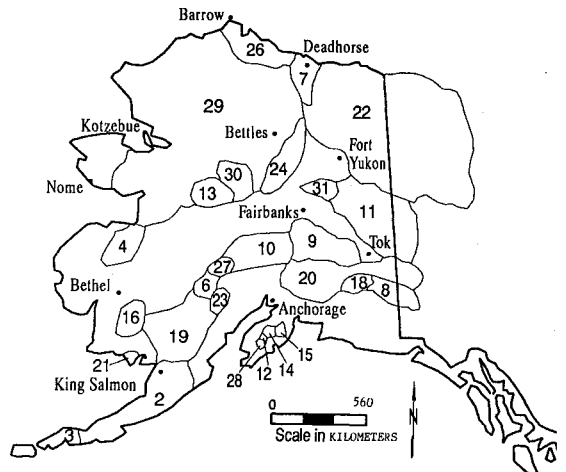 Barrow
26
Deadhorse
7
29
22
Kotzebue
Bettles
Fort
Yukon
24
30
13
31
Nome
11
Fairbanks
4
10
9
Tok
27
20
18
8
6
Bethel
23
Anchorage
16
19
15
21
28
12
14
King Salmon
2
3
0
560
Scale in KILOMETERS
N